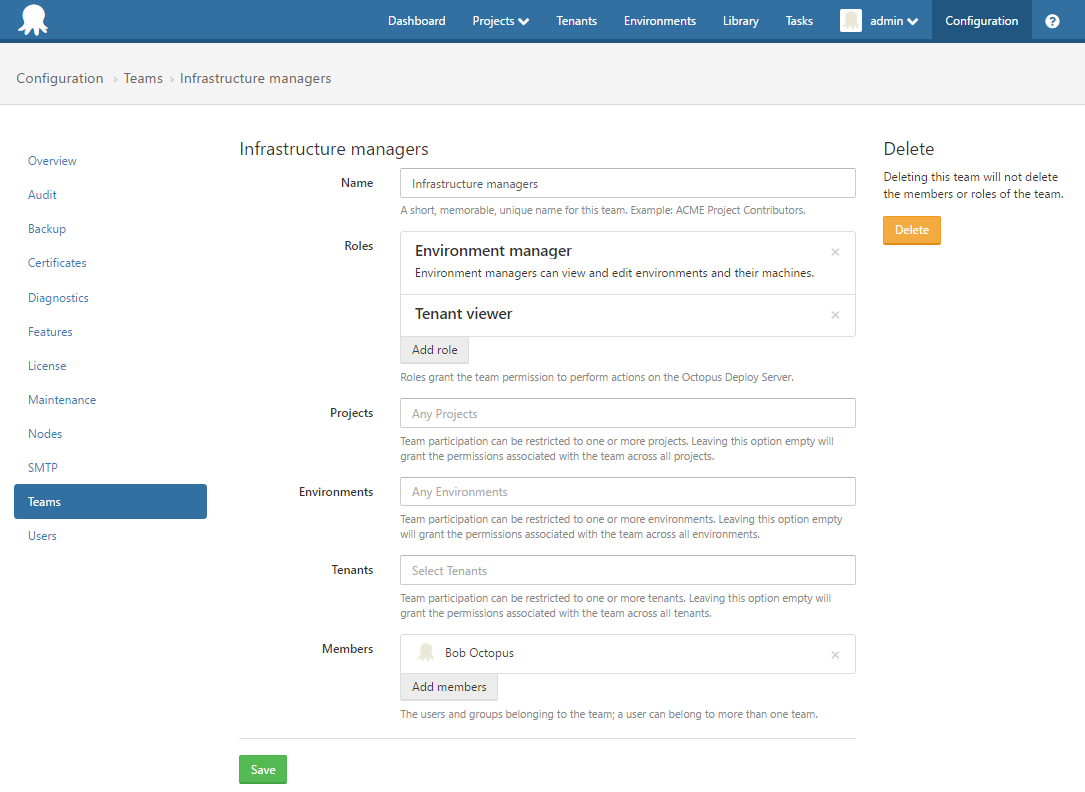 Dashboard Projects Tenants Environments Library Tasks admin Configuration ?
Configuration › Teams › Infrastructure managers
Overview
Audit
Backup
Certificates
Diagnostics
Features
License
Maintenance
Nodes
SMTP
Teams
Users
Infrastructure managers
Name
Infrastructure managers
A short, memorable, unique name for this team. Example: ACME Project Contributors.
Roles
Environment manager ×
Environment managers can view and edit environments and their machines.
Tenant viewer ×
Add role
Roles grant the team permission to perform actions on the Octopus Deploy Server.
Projects
Any Projects
Team participation can be restricted to one or more projects. Leaving this option empty will
grant the permissions associated with the team across all projects.
Environments
Any Environments
Team participation can be restricted to one or more environments. Leaving this option empty
will grant the permissions associated with the team across all environments.
Tenants
Select Tenants
Team participation can be restricted to one or more tenants. Leaving this option empty will
grant the permissions associated with the team across all tenants.
Members
Bob Octopus ×
Add members
The users and groups belonging to the team; a user can belong to more than one team.
Save
Delete
Deleting this team will not delete
the members or roles of the team.
Delete